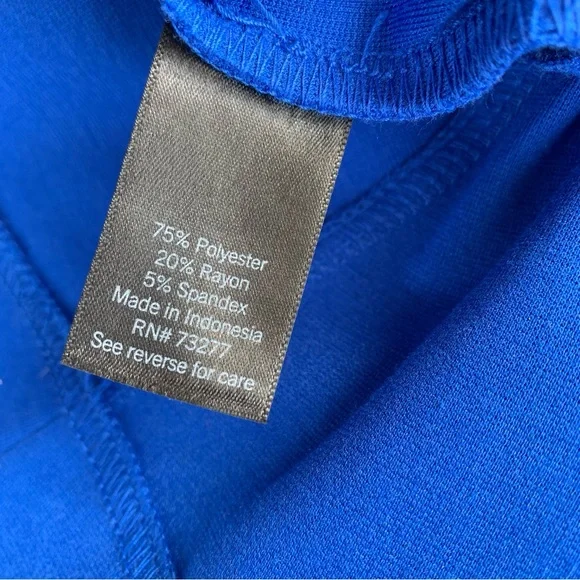 75% Polyester
20% Rayon
5% Spandex
Made in Indonesia
RN# 73277
See reverse for care